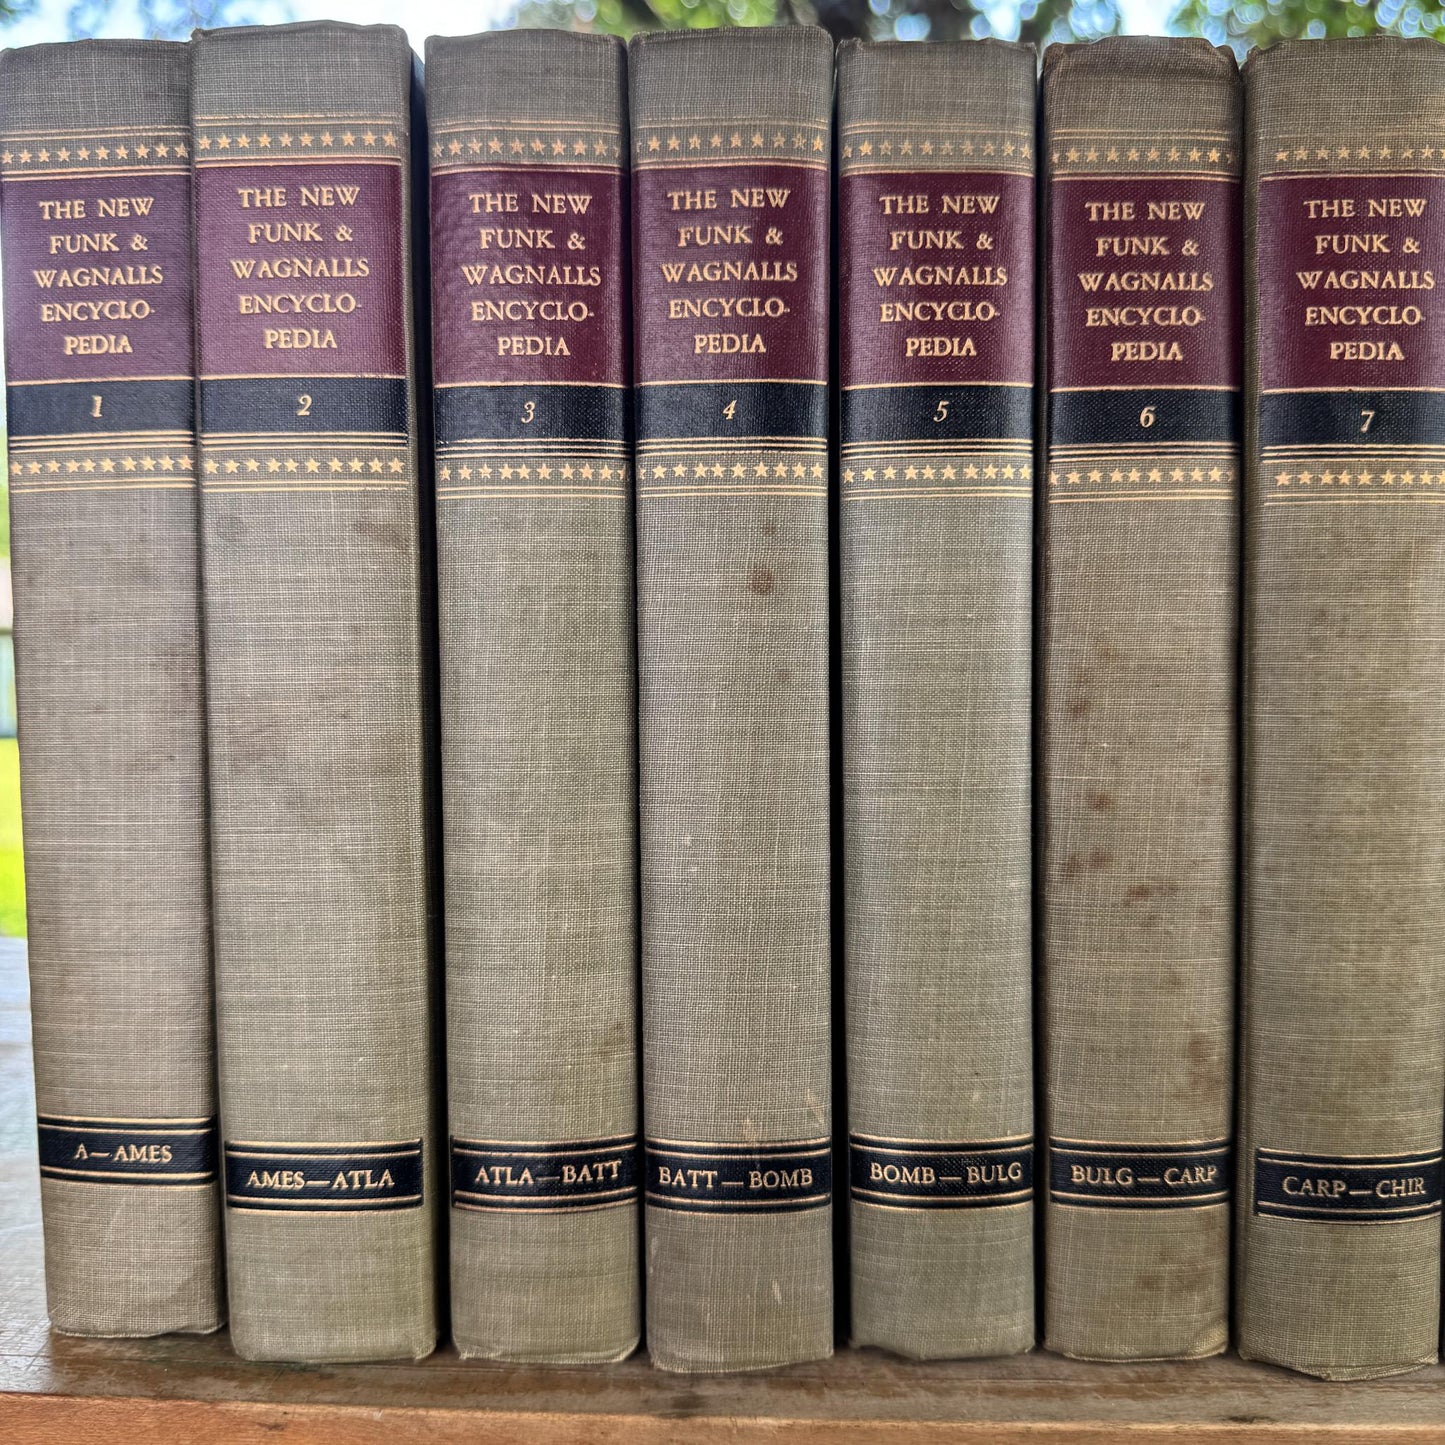 THE NEW
FUNK &
WAGNALLS
ENCYCLO-
PEDIA
1
A—AMES
THE NEW
FUNK &
WAGNALLS
ENCYCLO
PEDIA
2
AMES—ATLA
THE NEW
FUNK &
WAGNALLS
ENCYCLO-
PEDIA
3
ATLA—BATT
THE NEW
FUNK &
WAGNALLS
ENCYCLO-
PEDIA
4
BATT—BOMB
THE NEW
FUNK &
WAGNALLS
ENCYCLO-
PEDIA
5
BOMB—BULG
THE NEW
FUNK &
WAGNALLS
ENCYCLO-
PEDIA
6
BULG—CARP
THE NEW
FUNK &
WAGNALLS
ENCYCLO-
PEDIA
7
CARP—CHIR